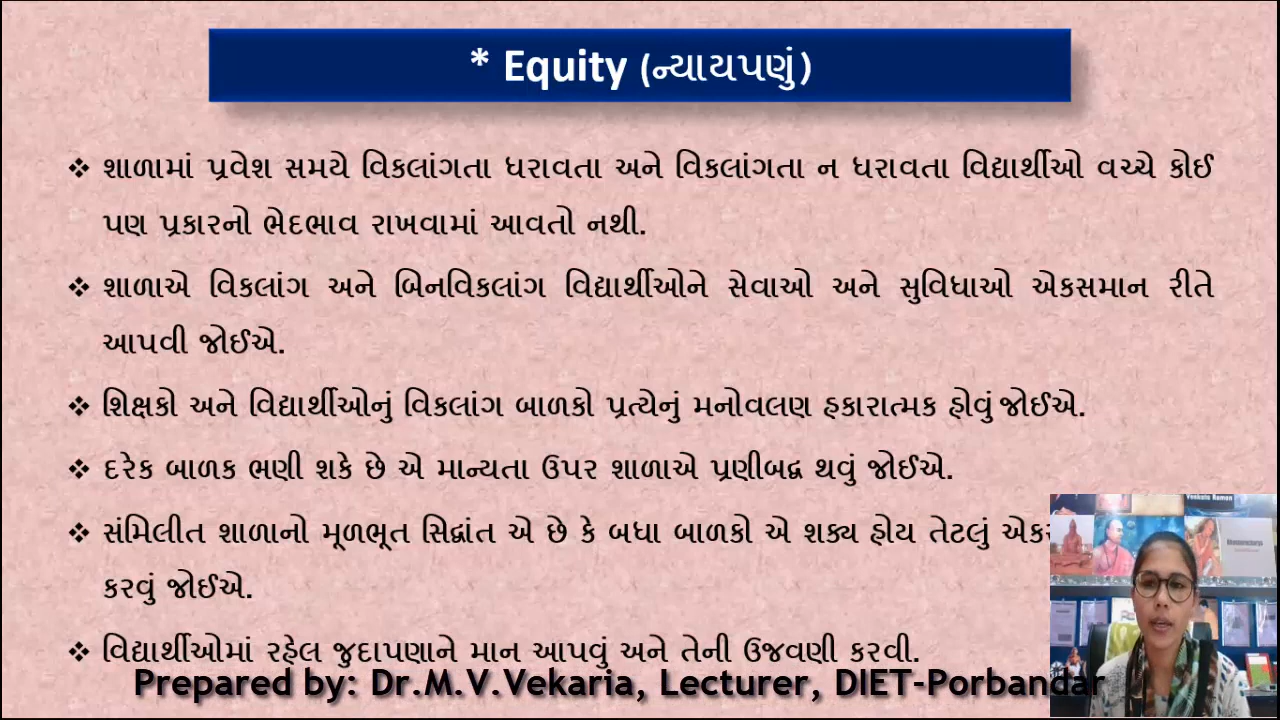 * Equity (ન્યાયપણું)
❖ શાળામાં પ્રવેશ સમયે વિકલાંગતા ધરાવતા અને વિકલાંગતા ન ધરાવતા વિદ્યાર્થીઓ વચ્ચે કોઈ
પણ પ્રકારનો ભેદભાવ રાખવામાં આવતો નથી.
❖ શાળાએ વિકલાંગ અને બિનવિકલાંગ વિદ્યાર્થીઓને સેવાઓ અને સુવિધાઓ એકસમાન રીતે
આપવી જોઈએ.
❖ શિક્ષકો અને વિદ્યાર્થીઓનું વિકલાંગ બાળકો પ્રત્યેનું મનોવલણ હકારાત્મક હોવું જોઈએ.
❖ દરેક બાળક ભણી શકે છે એ માન્યતા ઉપર શાળાએ પ્રણીબદ્ધ થવું જોઈએ.
❖ સંમિલીત શાળાનો મૂળભૂત સિદ્ધાંત એ છે કે બધા બાળકો એ શક્ય હોય તેટલું
કરવું જોઈએ.
❖ વિદ્યાર્થીઓમાં રહેલ જુદાપણાને માન આપવું અને તેની ઉજવણી કરવી.
Prepared by: Dr.M.V.Vekaria, Lecturer, DIET-Porbandar
Venkata Raman